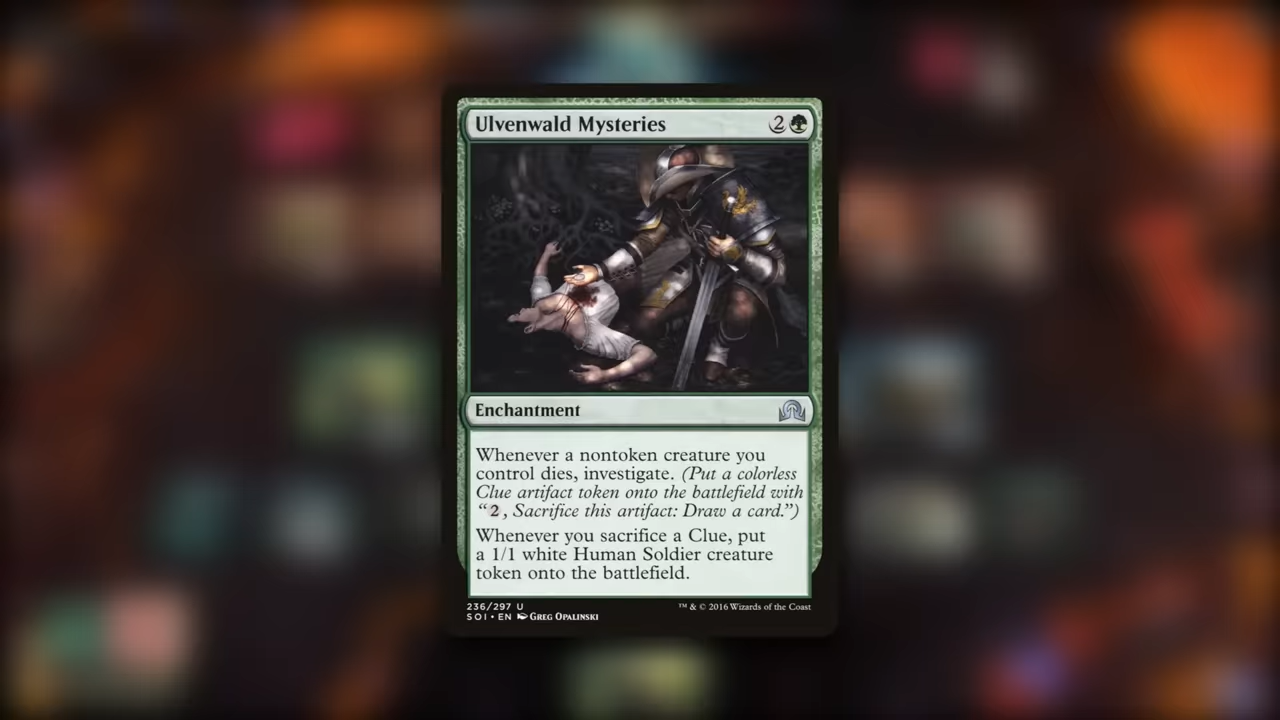 Ulvenwald Mysteries 2
Enchantment
Whenever a nontoken creature you
control dies, investigate. (Put a colorless
Clue artifact token onto the battlefield with
“2, Sacrifice this artifact: Draw a card.”)
Whenever you sacrifice a Clue, put
a 1/1 white Human Soldier creature
token onto the battlefield.
236/297 U
SOI • EN GREG OPALINSKI
™ & © 2016 Wizards of the Coast